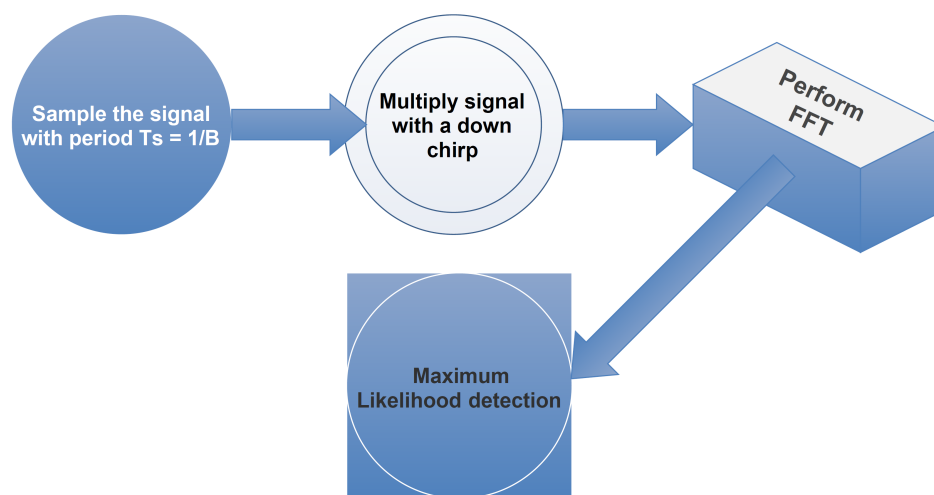 Sample the signal
with period Ts = 1/B
Multiply signal
with a down
chirp
Perform
FFT
Maximum
Likelihood detection